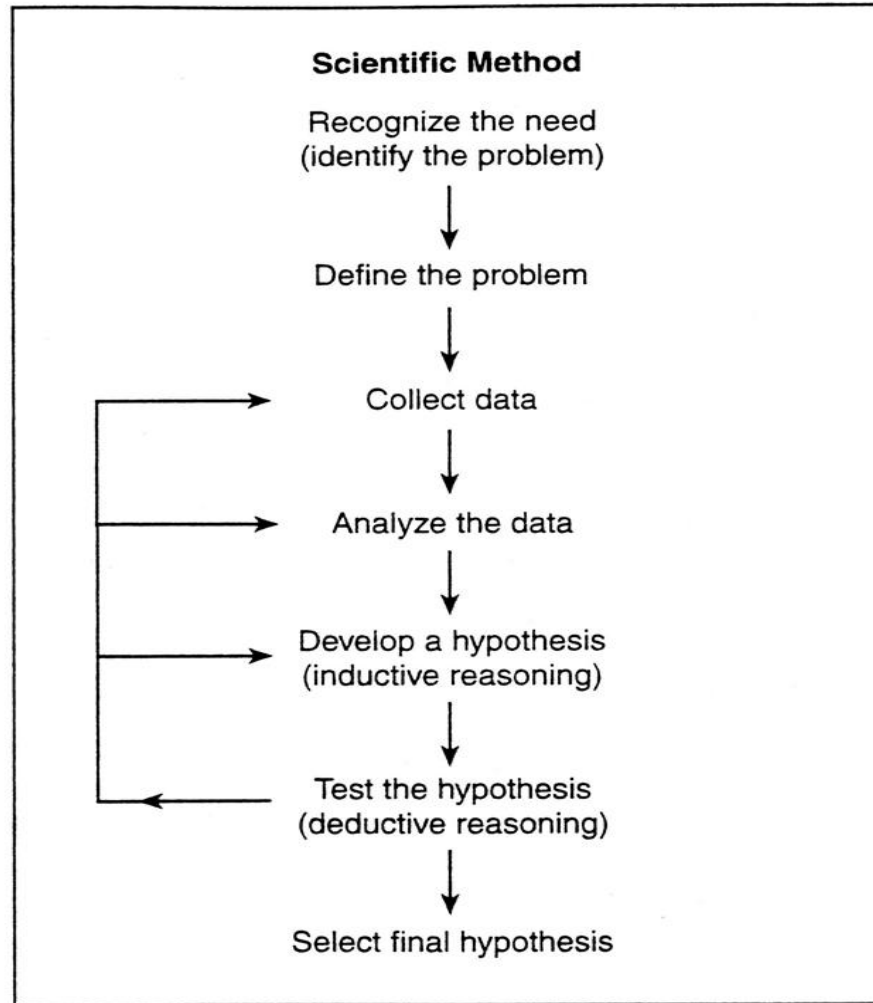 Scientific Method
Recognize the need
(identify the problem)
Define the problem
Collect data
Analyze the data
Develop a hypothesis
(inductive reasoning)
Test the hypothesis
(deductive reasoning)
Select final hypothesis